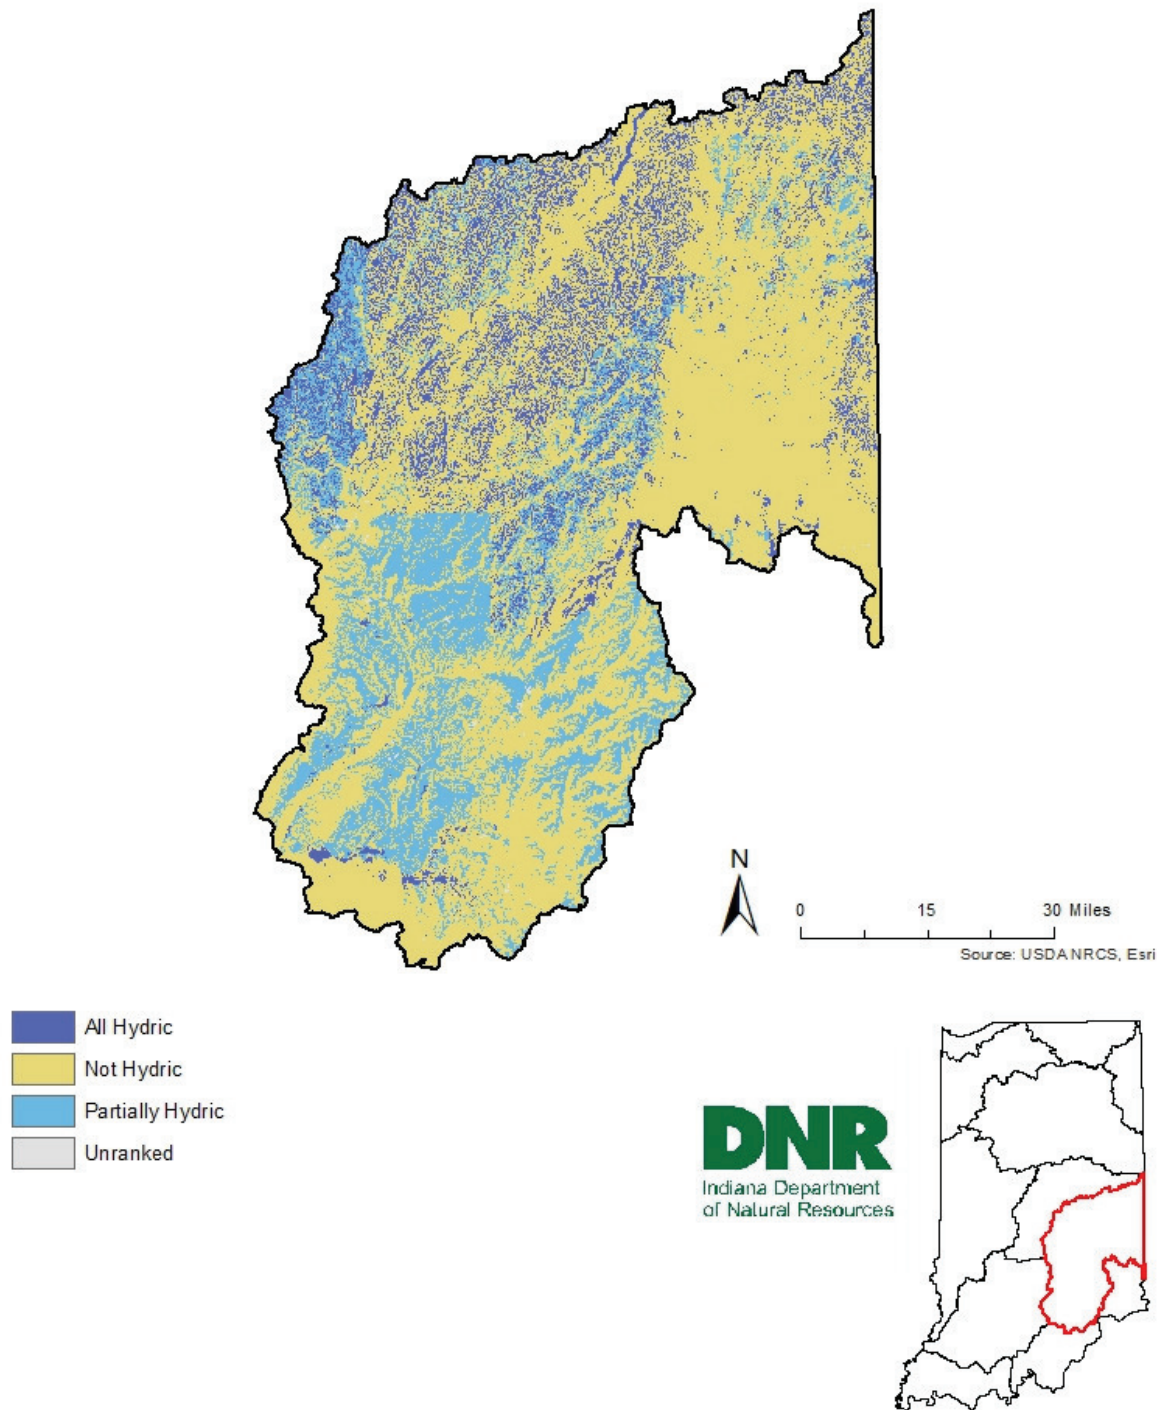 N
0 15 30 Miles
Source: USDA NRCS, Esri
All Hydric
Not Hydric
Partially Hydric
Unranked
DNR
Indiana Department
of Natural Resources